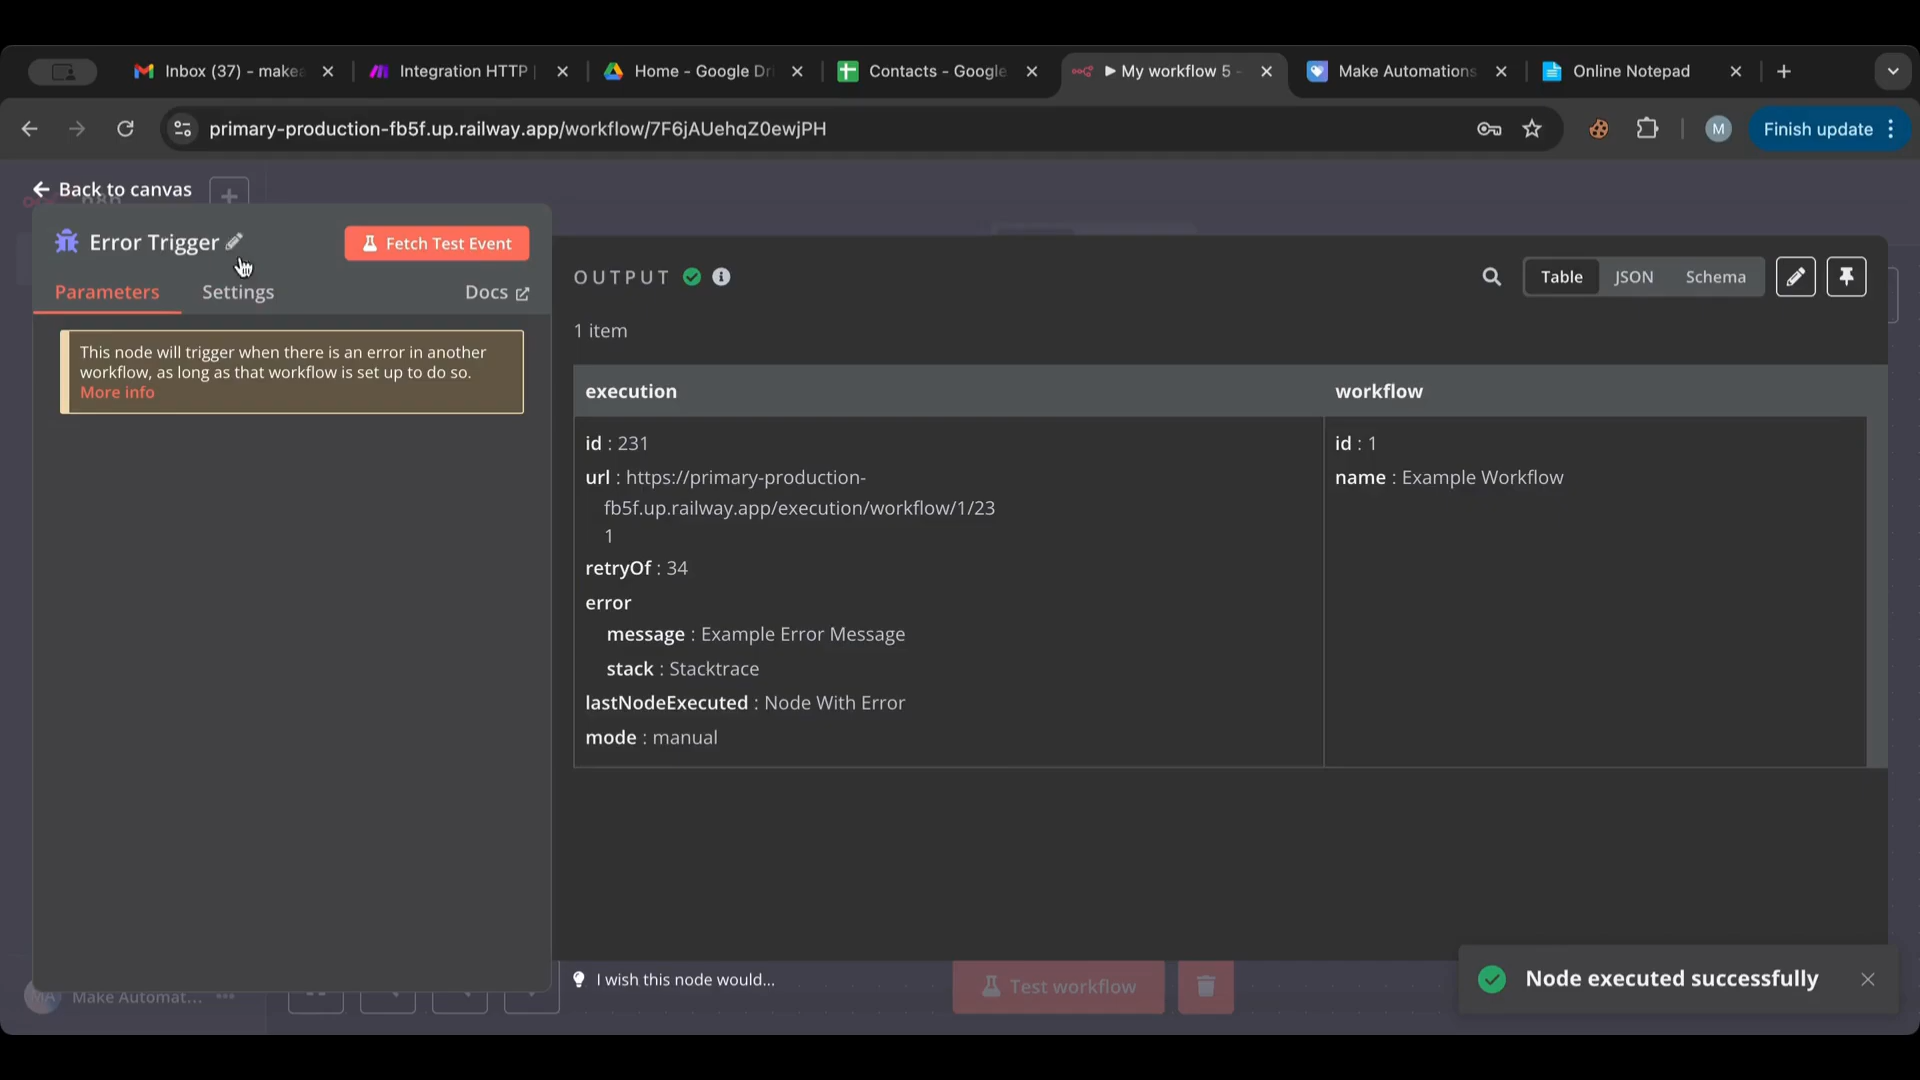 Inbox (37) - makea
Integration HTTP
Home - Google Dri
Contacts - Google
My workflow 5 -
Make Automations
Online Notepad
primary-production-fb5f.up.railway.app/workflow/7F6jAUehqZ0ewjPH
M
Finish update
Back to canvas
n8n
Error Trigger
Fetch Test Event
Parameters
Settings
Docs
This node will trigger when there is an error in another
workflow, as long as that workflow is set up to do so.
More info
OUTPUT
Table
JSON
Schema
1 item
execution
workflow
id : 231
id : 1
url : https://primary-production-
name : Example Workflow
fb5f.up.railway.app/execution/workflow/1/23
1
retryOf : 34
error
message : Example Error Message
stack : Stacktrace
lastNodeExecuted : Node With Error
mode : manual
MA
Make Automat...
I wish this node would...
Test workflow
Node executed successfully